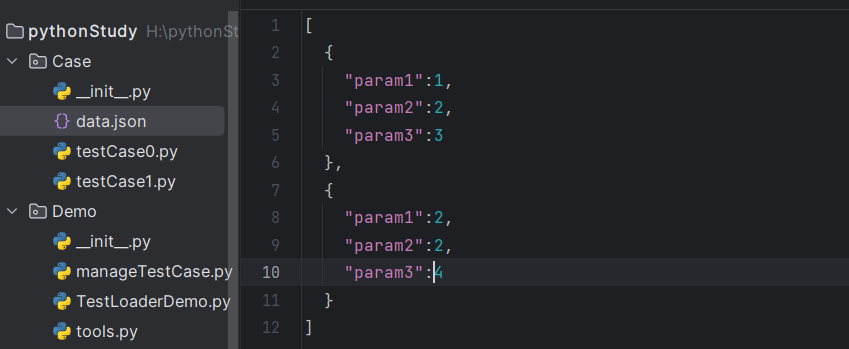 pythonStudy H:\pythonSt
Case
__init__.py
{} data.json
testCase0.py
testCase1.py
Demo
__init__.py
manageTestCase.py
TestLoaderDemo.py
tools.py
1 [
2 {
3 "param1":1,
4 "param2":2,
5 "param3":3
6 },
7 {
8 "param1":2,
9 "param2":2,
10 "param3":4
11 }
12 ]